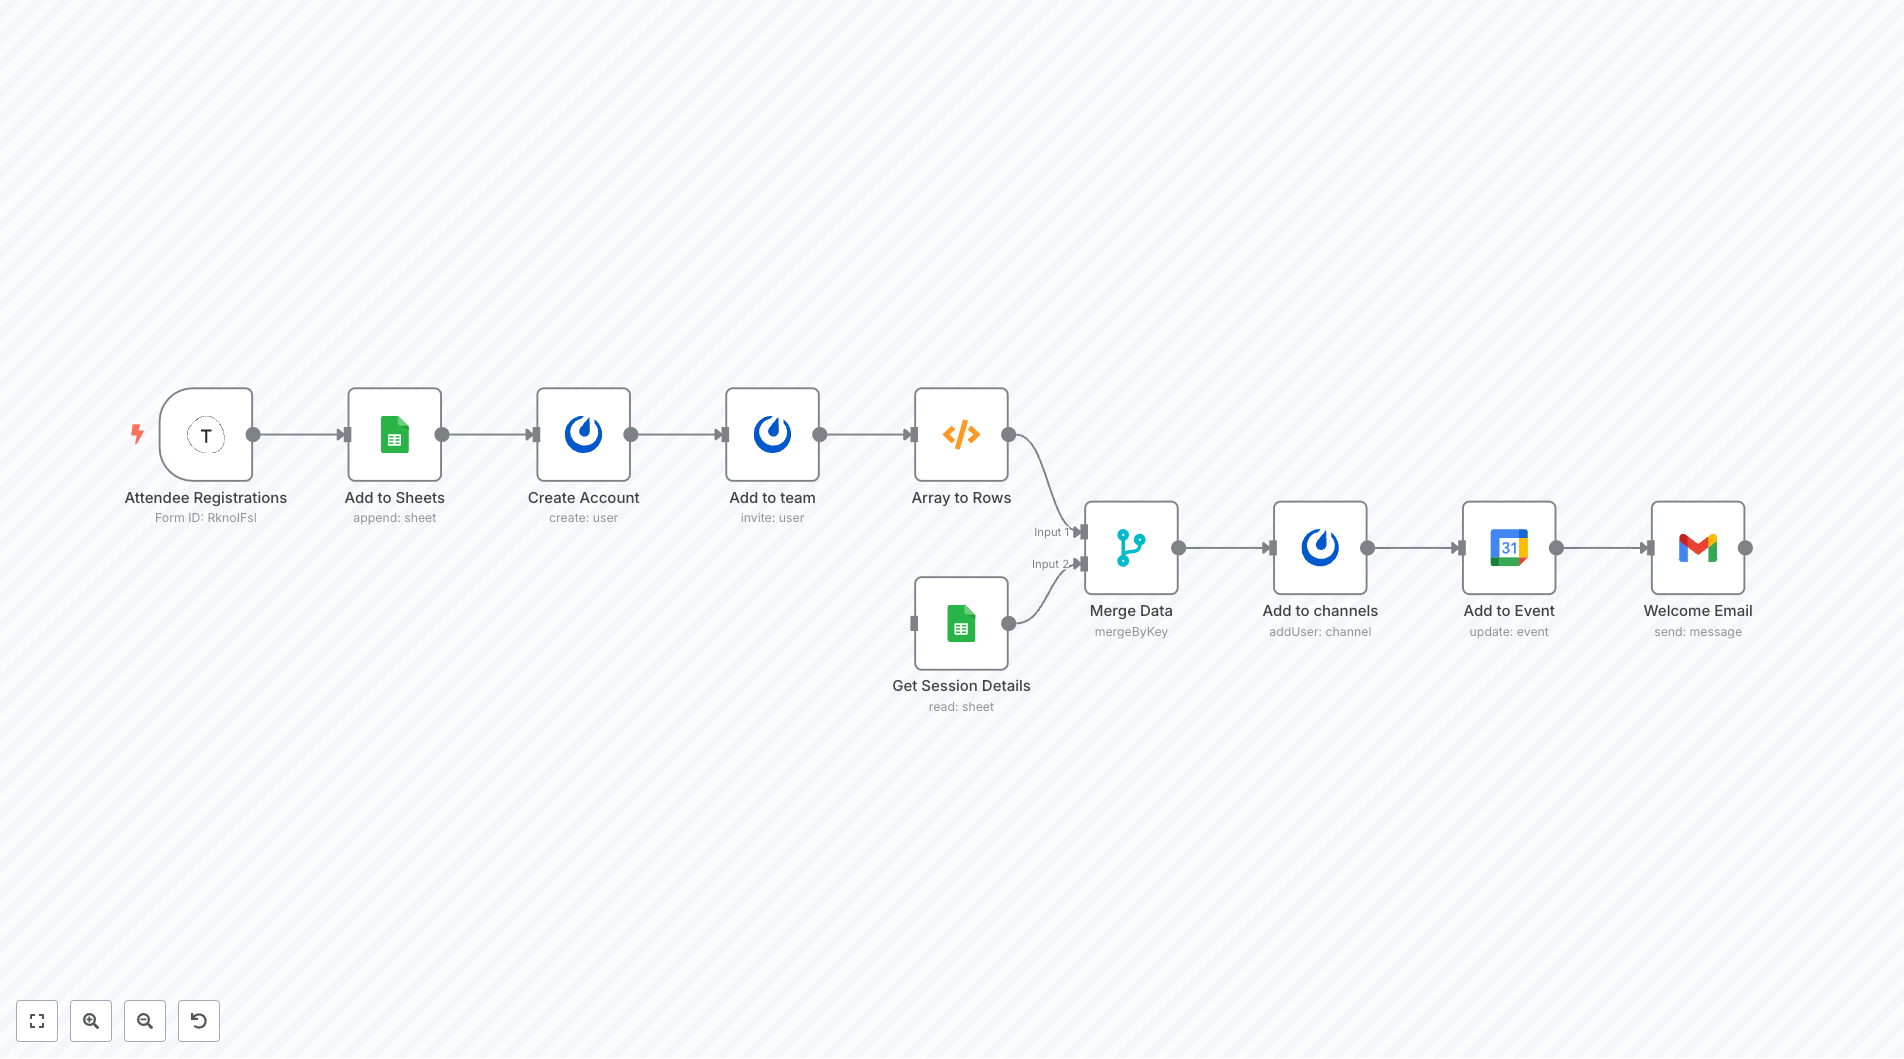 T
Attendee Registrations
Form ID: RknoIFsI
Add to Sheets
append: sheet
Create Account
create: user
Add to team
invite: user
Array to Rows
Input 1
Input 2
Merge Data
mergeByKey
Add to channels
addUser: channel
31
Add to Event
update: event
Welcome Email
send: message
Get Session Details
read: sheet